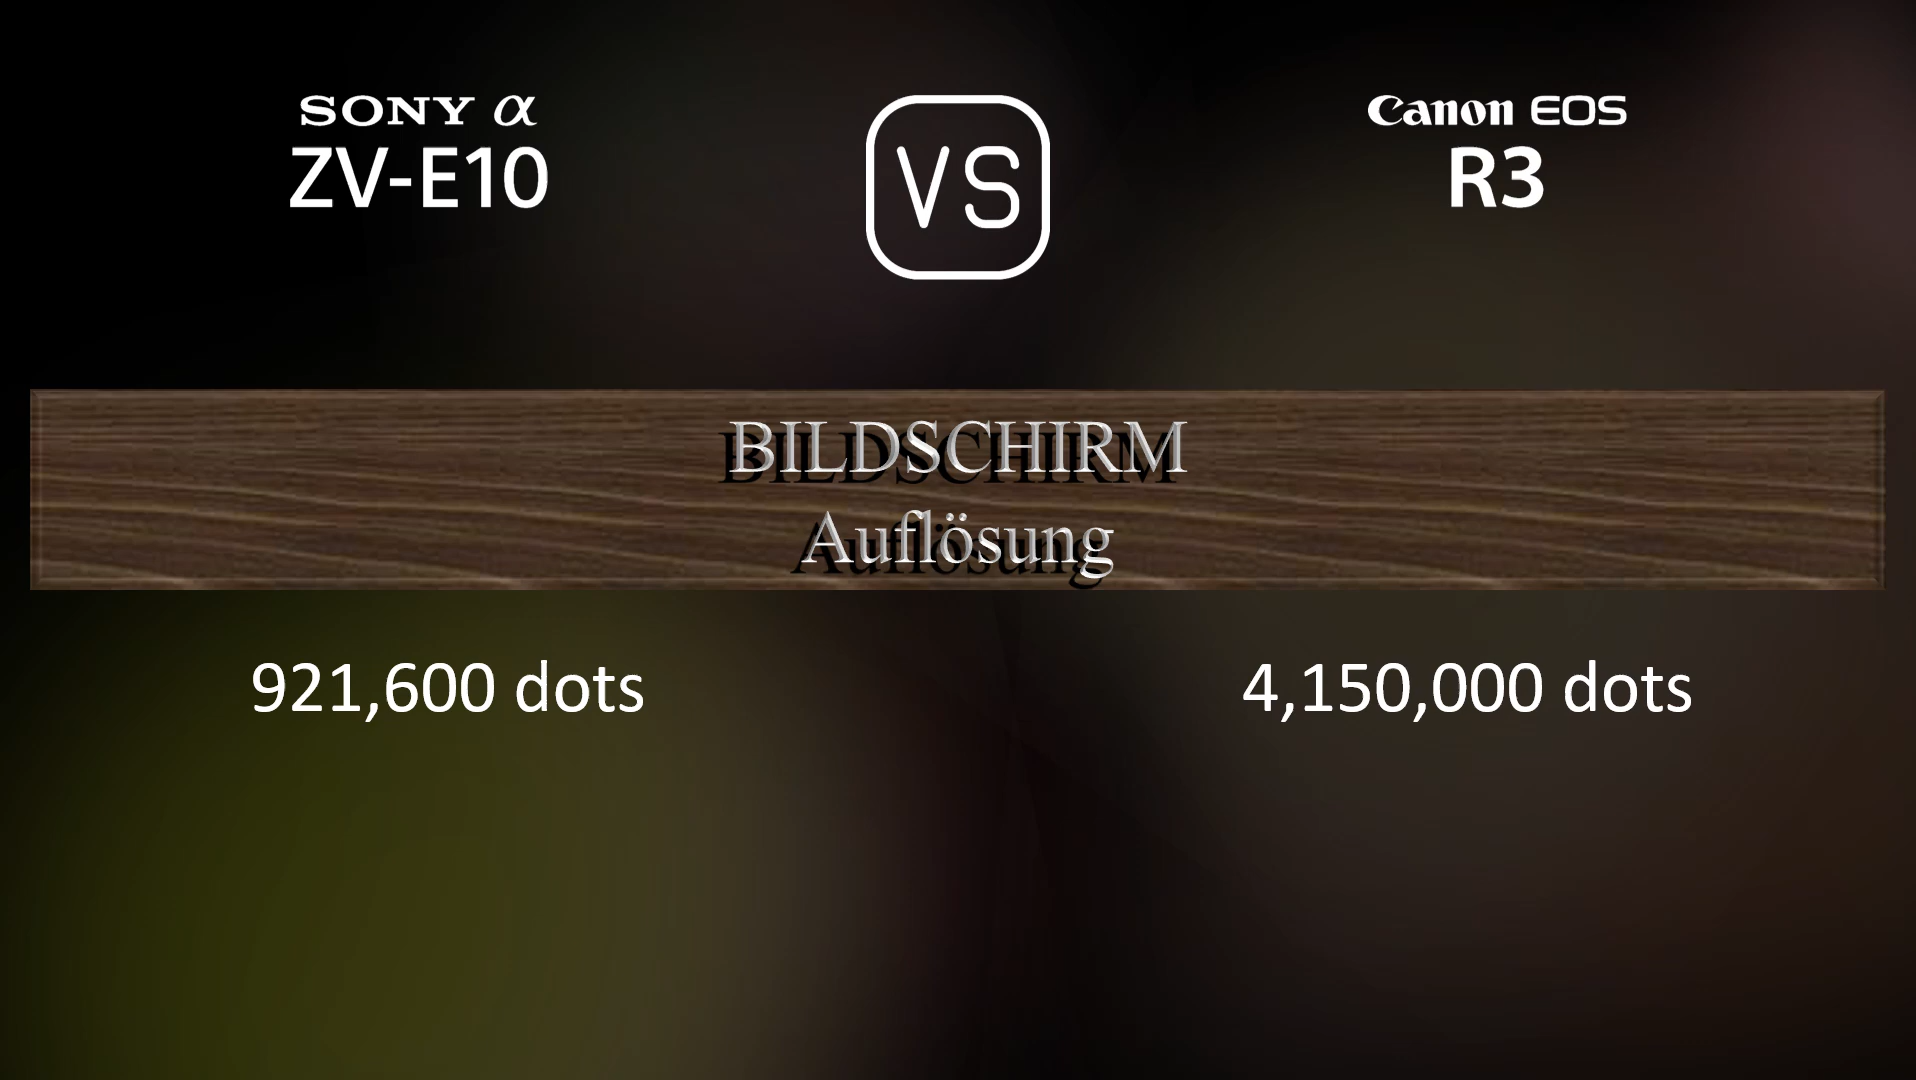 SONY α
ZV-E10
VS
Canon EOS
R3
BILDSCHIRM
Auflösung
921,600 dots
4,150,000 dots